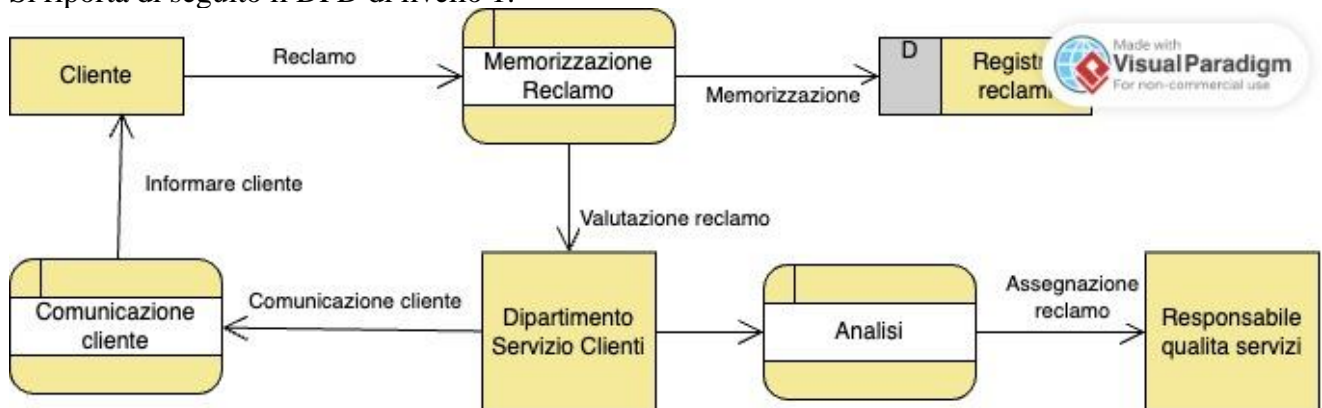 Cliente
Reclamo
Memorizzazione
Reclamo
Memorizzazione
D
reclami
Made with
Visual Paradigm
For non-commercial use
Informare cliente
Valutazione reclamo
Comunicazione
cliente
Comunicazione cliente
Dipartimento
Servizio Clienti
Analisi
Assegnazione
reclamo
Responsabile
qualita servizi